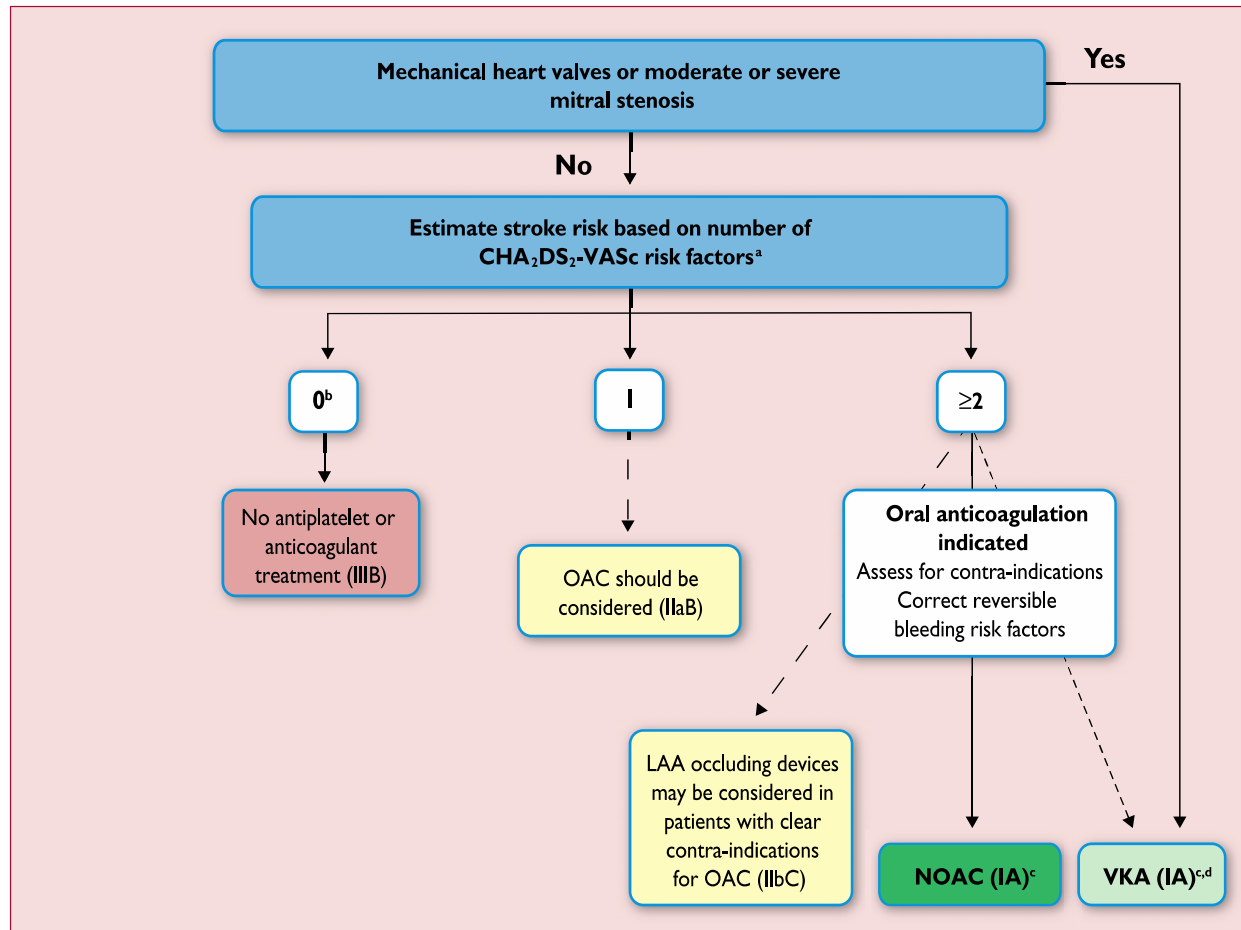 Mechanical heart valves or moderate or severe
mitral stenosis
Yes
No
Estimate stroke risk based on number of
CHA₂DS₂-VASc risk factorsᵃ
0ᵇ
1
≥2
No antiplatelet or
anticoagulant
treatment (IIIB)
OAC should be
considered (IIaB)
Oral anticoagulation
indicated
Assess for contra-indications
Correct reversible
bleeding risk factors
LAA occluding devices
may be considered in
patients with clear
contra-indications
for OAC (IIbC)
NOAC (IA)ᶜ
VKA (IA)ᶜ,ᵈ